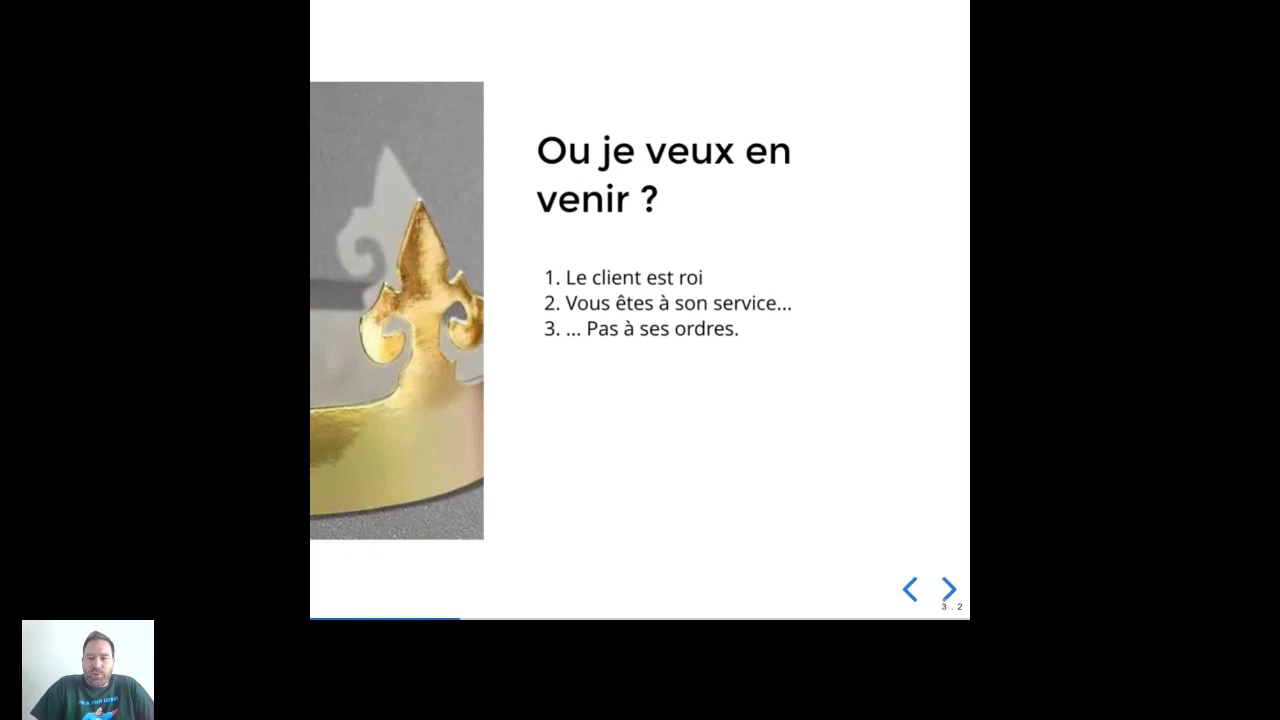 Ou je veux en
venir ?
1. Le client est roi
2. Vous êtes à son service...
3. ... Pas à ses ordres.
3 . 2